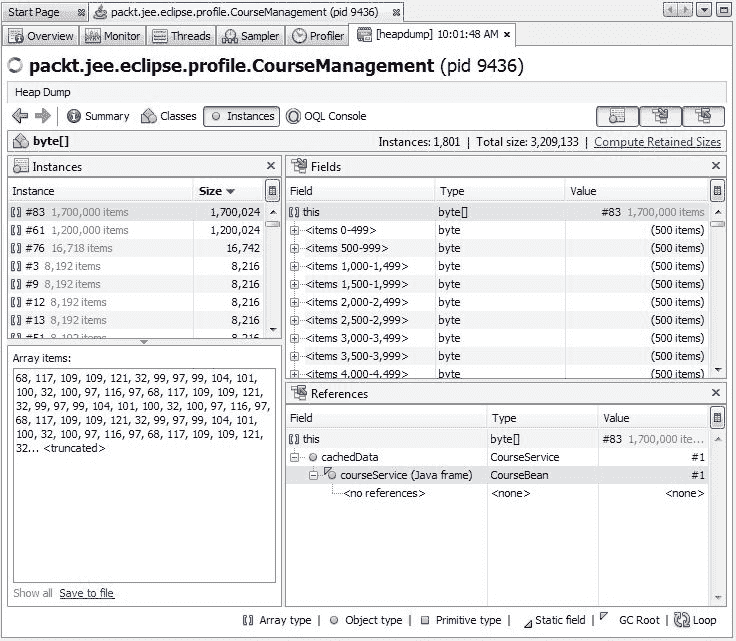 Start Page packt.jee.eclipse.profile.CourseManagement (pid 9436)
Overview Monitor Threads Sampler Profiler [heapdump] 10:01:48 AM
packt.jee.eclipse.profile.CourseManagement (pid 9436)
Heap Dump
Summary Classes Instances OQL Console
byte[] Instances: 1,801 | Total size: 3,209,133 | Compute Retained Sizes
Instances
Instance Size
#83 1,700,000 items 1,700,024
#61 1,200,000 items 1,200,024
#76 16,718 items 16,742
#3 8,192 items 8,216
#9 8,192 items 8,216
#12 8,192 items 8,216
#13 8,192 items 8,216
#51 8,192 items 8,216
Array items:
68, 117, 109, 109, 121, 32, 99, 97, 99, 104, 101,
100, 32, 100, 97, 116, 97, 68, 117, 109, 109, 121,
32, 99, 97, 99, 104, 101, 100, 32, 100, 97, 116, 97,
68, 117, 109, 109, 121, 32, 99, 97, 99, 104, 101,
100, 32, 100, 97, 116, 97, 68, 117, 109, 109, 121,
32... <truncated>
Show all Save to file
Fields
Field Type Value
this byte[] #83 1,700,000 items
<items 0-499> byte (500 items)
<items 500-999> byte (500 items)
<items 1,000-1,499> byte (500 items)
<items 1,500-1,999> byte (500 items)
<items 2,000-2,499> byte (500 items)
<items 2,500-2,999> byte (500 items)
<items 3,000-3,499> byte (500 items)
<items 3,500-3,999> byte (500 items)
<items 4,000-4,499> byte (500 items)
References
Field Type Value
this byte[] #83 1,700,000 ite...
cachedData CourseService #1
courseService (Java frame) CourseBean #1
<no references> <none> <none>
Array type | Object type | Primitive type | Static field | GC Root | Loop